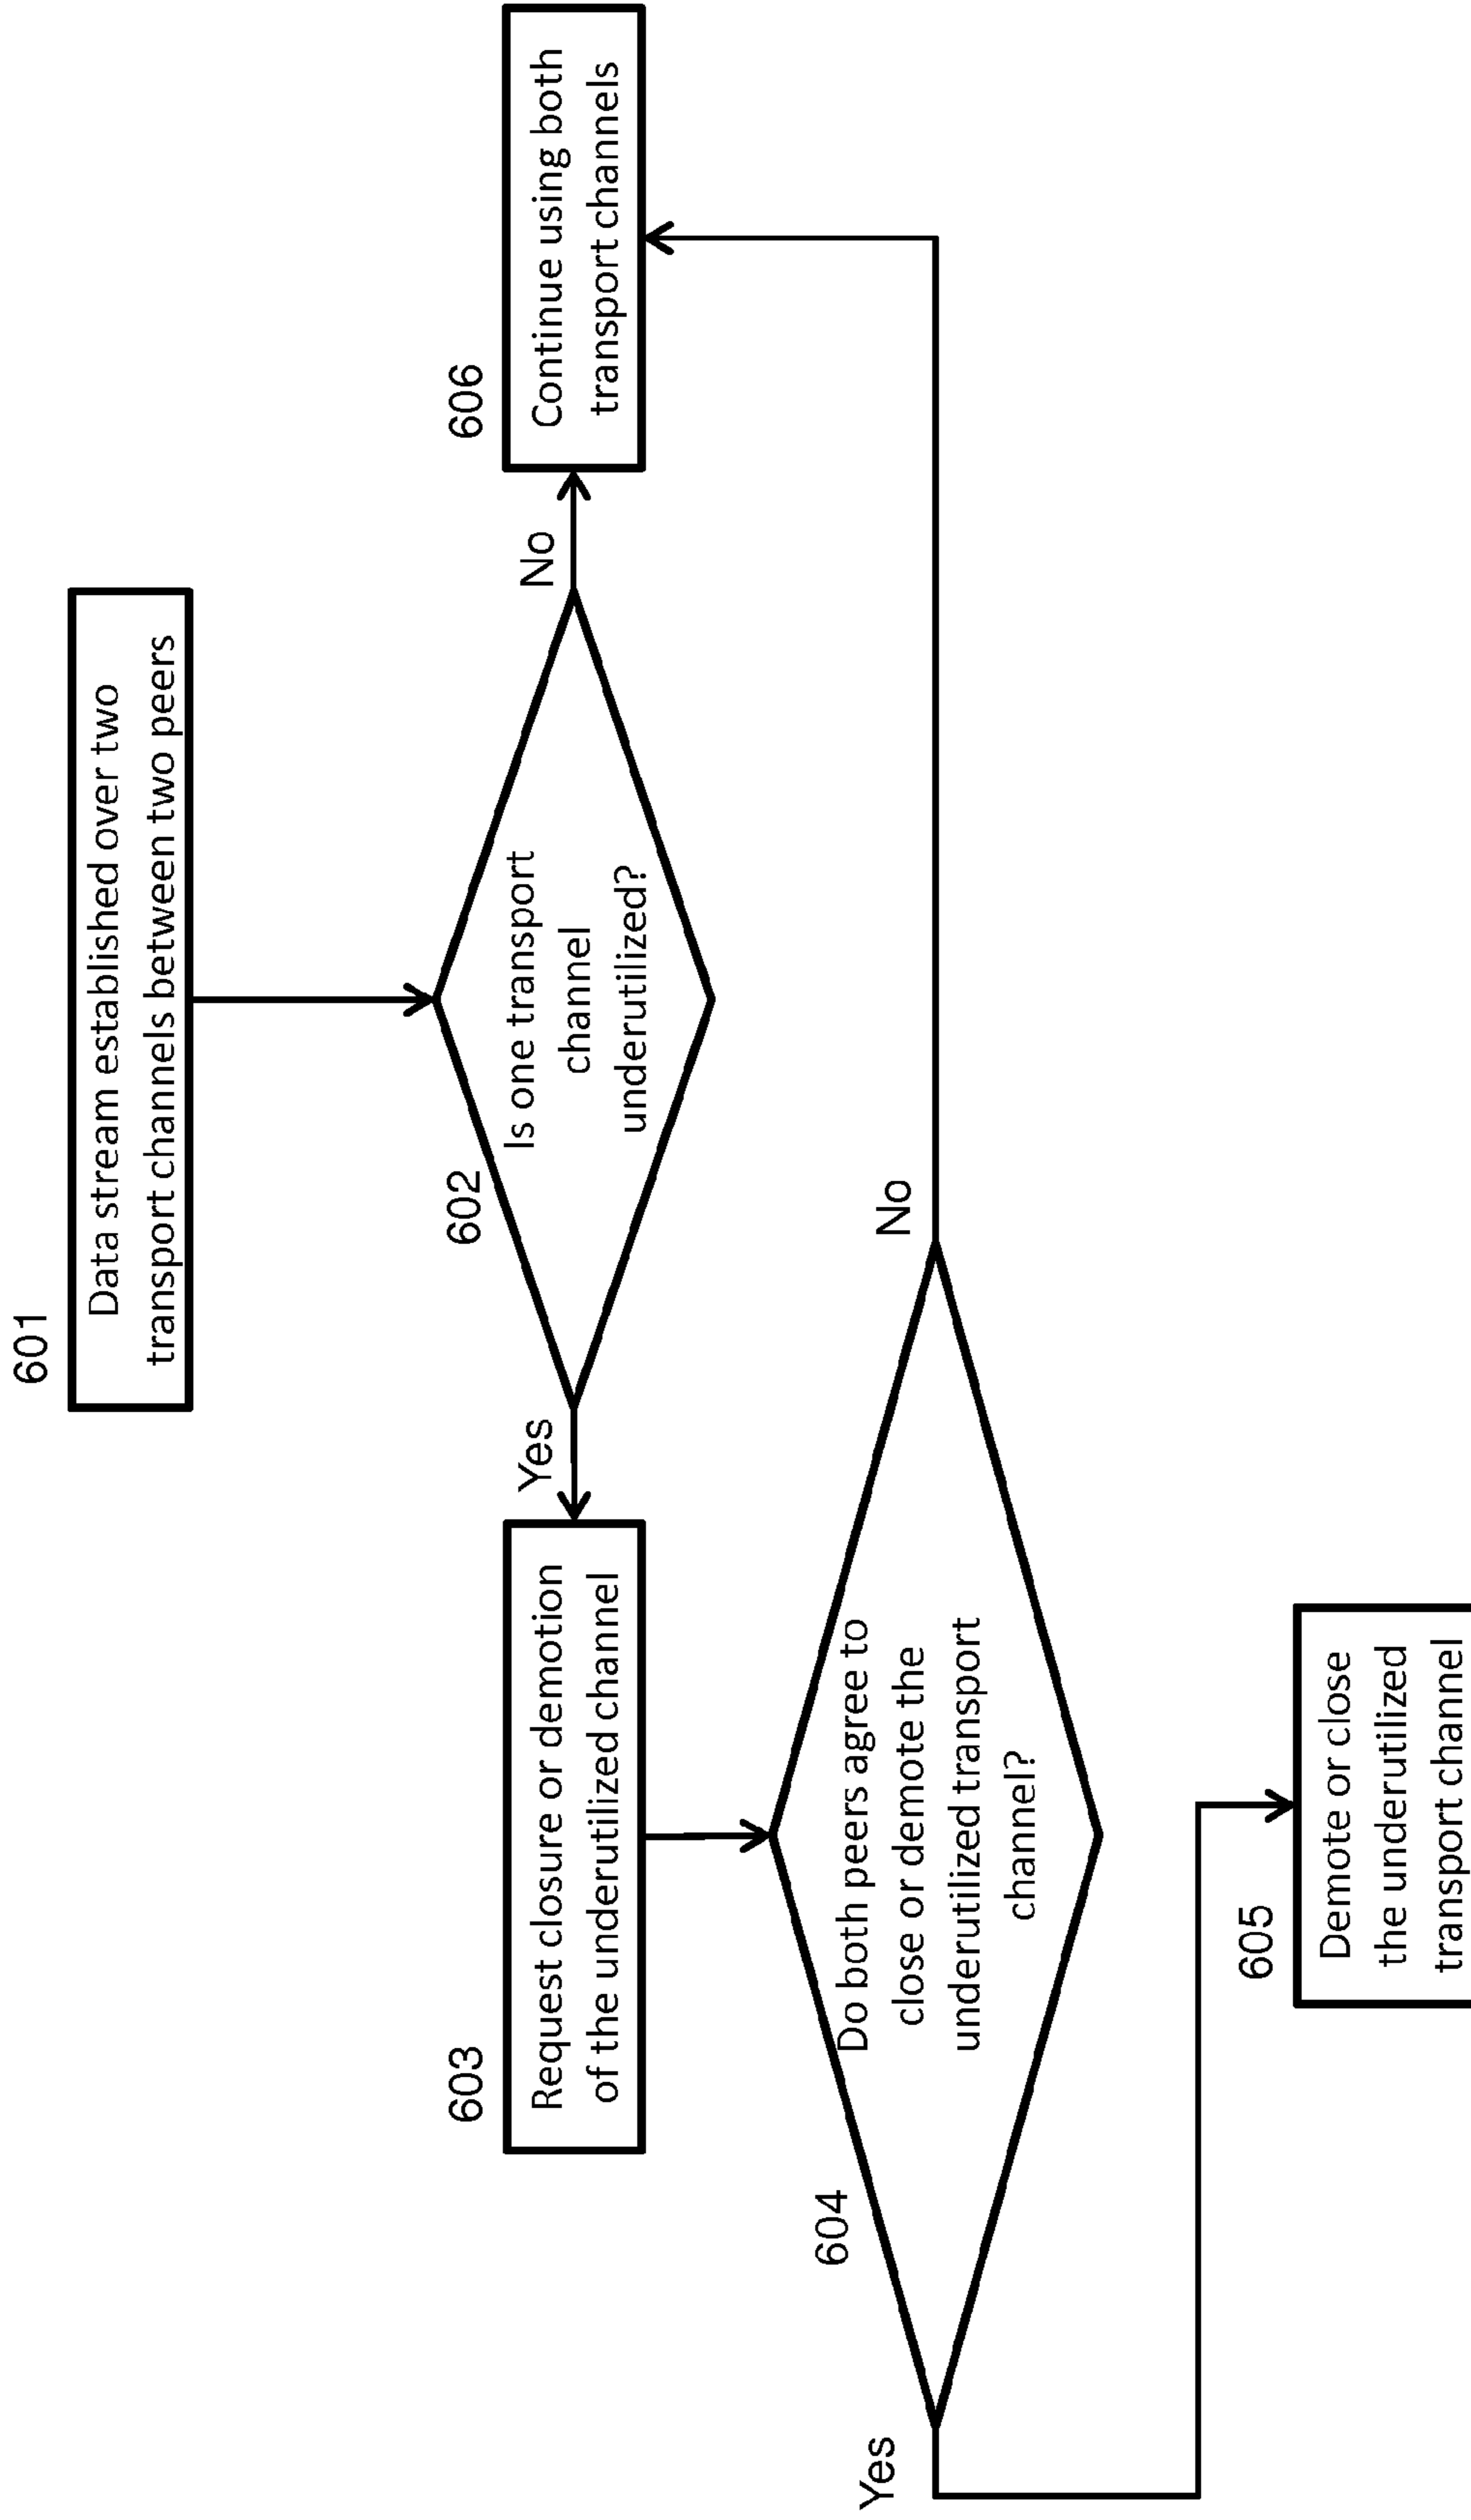 601
Data stream established over two
transport channels between two peers
602
Is one transport
channel
underutilized?
Yes
No
603
Request closure or demotion
of the underutilized channel
606
Continue using both
transport channels
604
Do both peers agree to
close or demote the
underutilized transport
channel?
Yes
No
605
Demote or close
the underutilized
transport channel